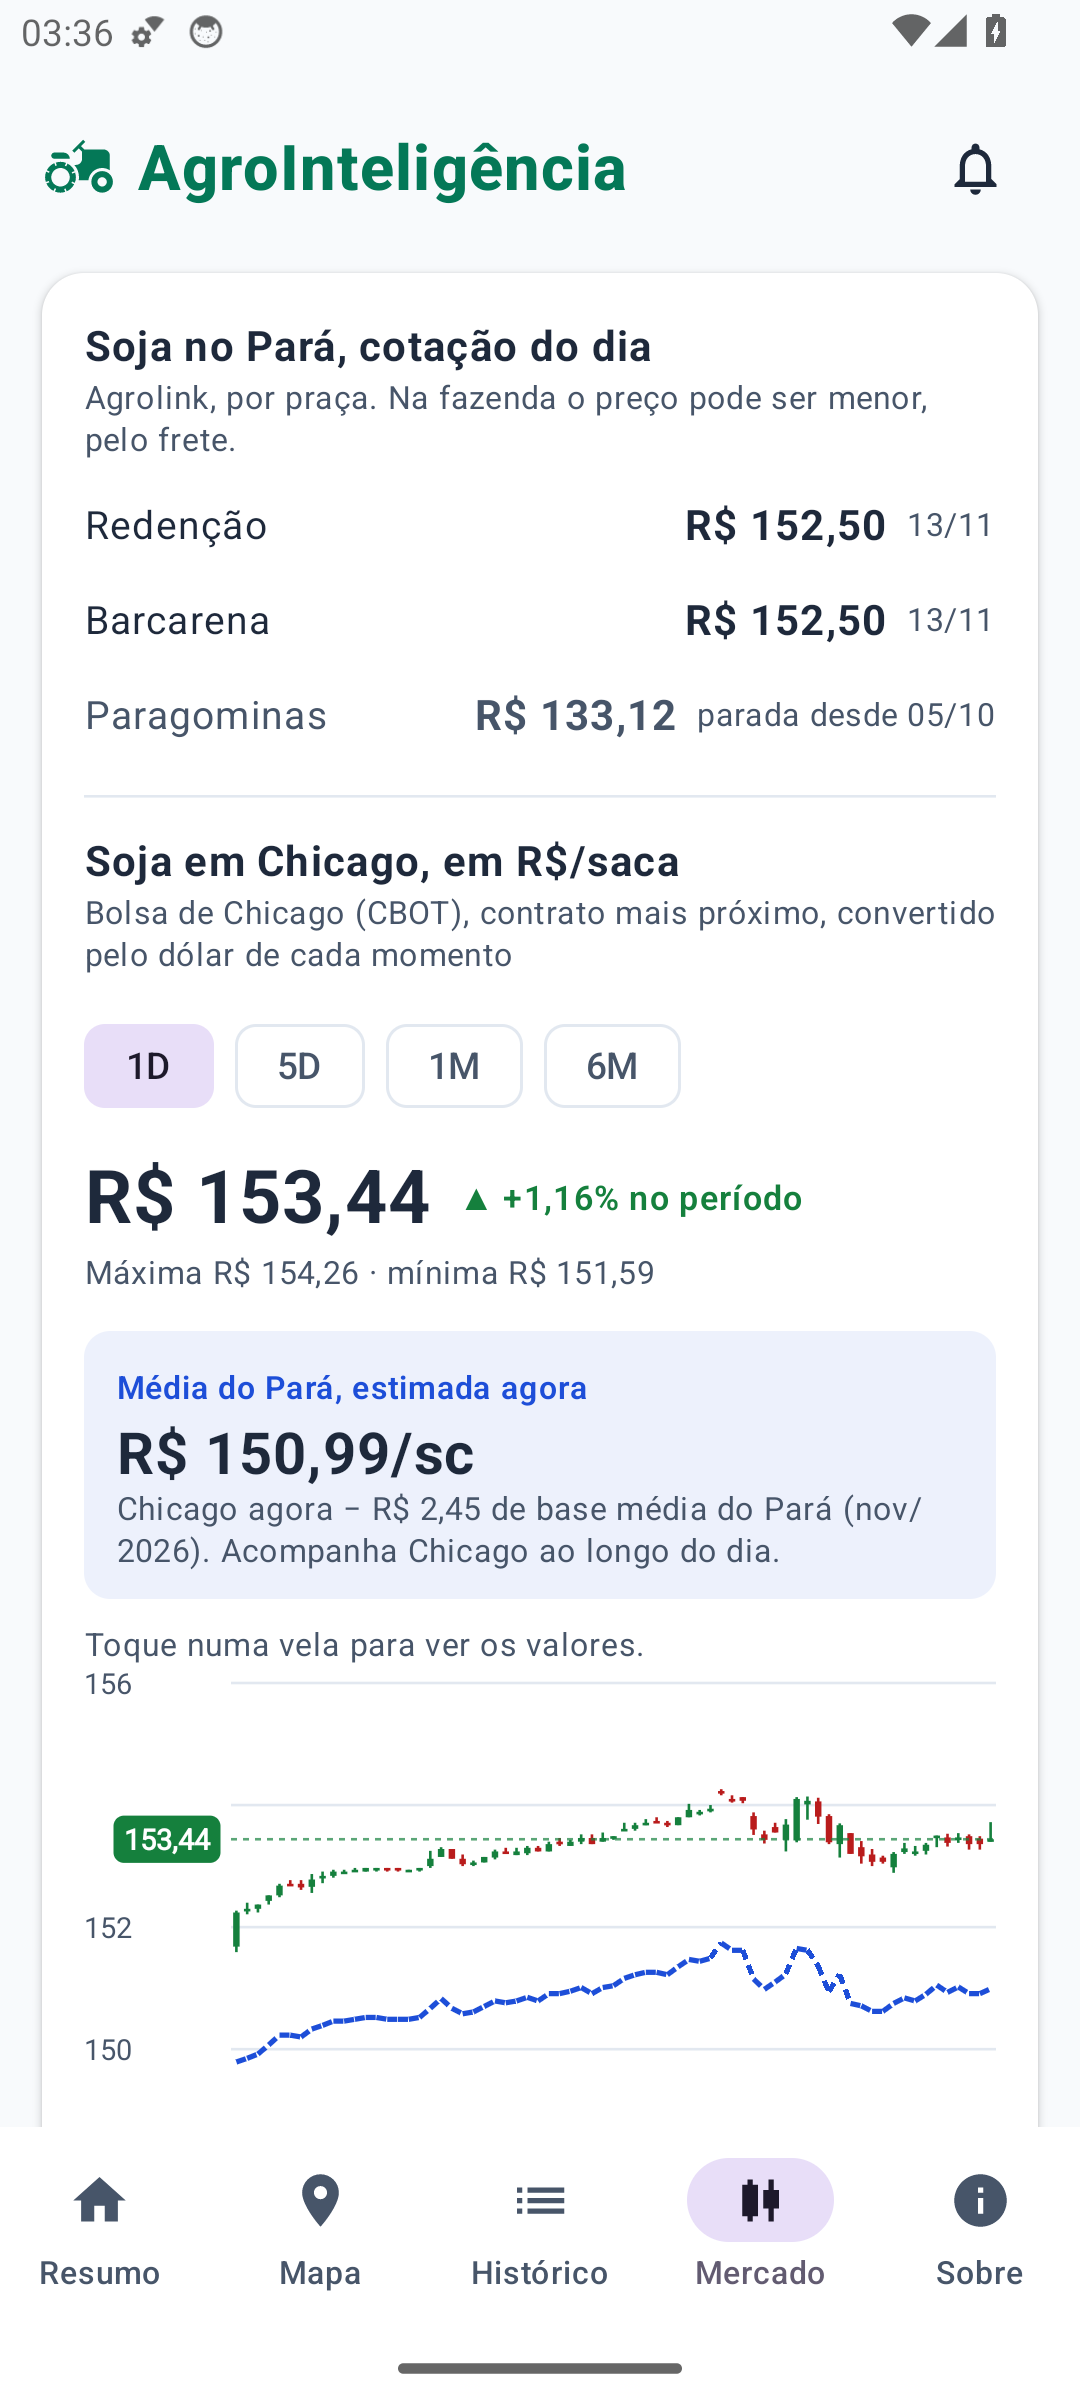 03:36
AgroInteligência
Soja no Pará, cotação do dia
Agrolink, por praça. Na fazenda o preço pode ser menor,
pelo frete.
Redenção R$ 152,50 13/11
Barcarena R$ 152,50 13/11
Paragominas R$ 133,12 parada desde 05/10
Soja em Chicago, em R$/saca
Bolsa de Chicago (CBOT), contrato mais próximo, convertido
pelo dólar de cada momento
1D 5D 1M 6M
R$ 153,44 ▲ +1,16% no período
Máxima R$ 154,26 · mínima R$ 151,59
Média do Pará, estimada agora
R$ 150,99/sc
Chicago agora − R$ 2,45 de base média do Pará (nov/
2026). Acompanha Chicago ao longo do dia.
Toque numa vela para ver os valores.
156
153,44
152
150
Resumo Mapa Histórico Mercado Sobre